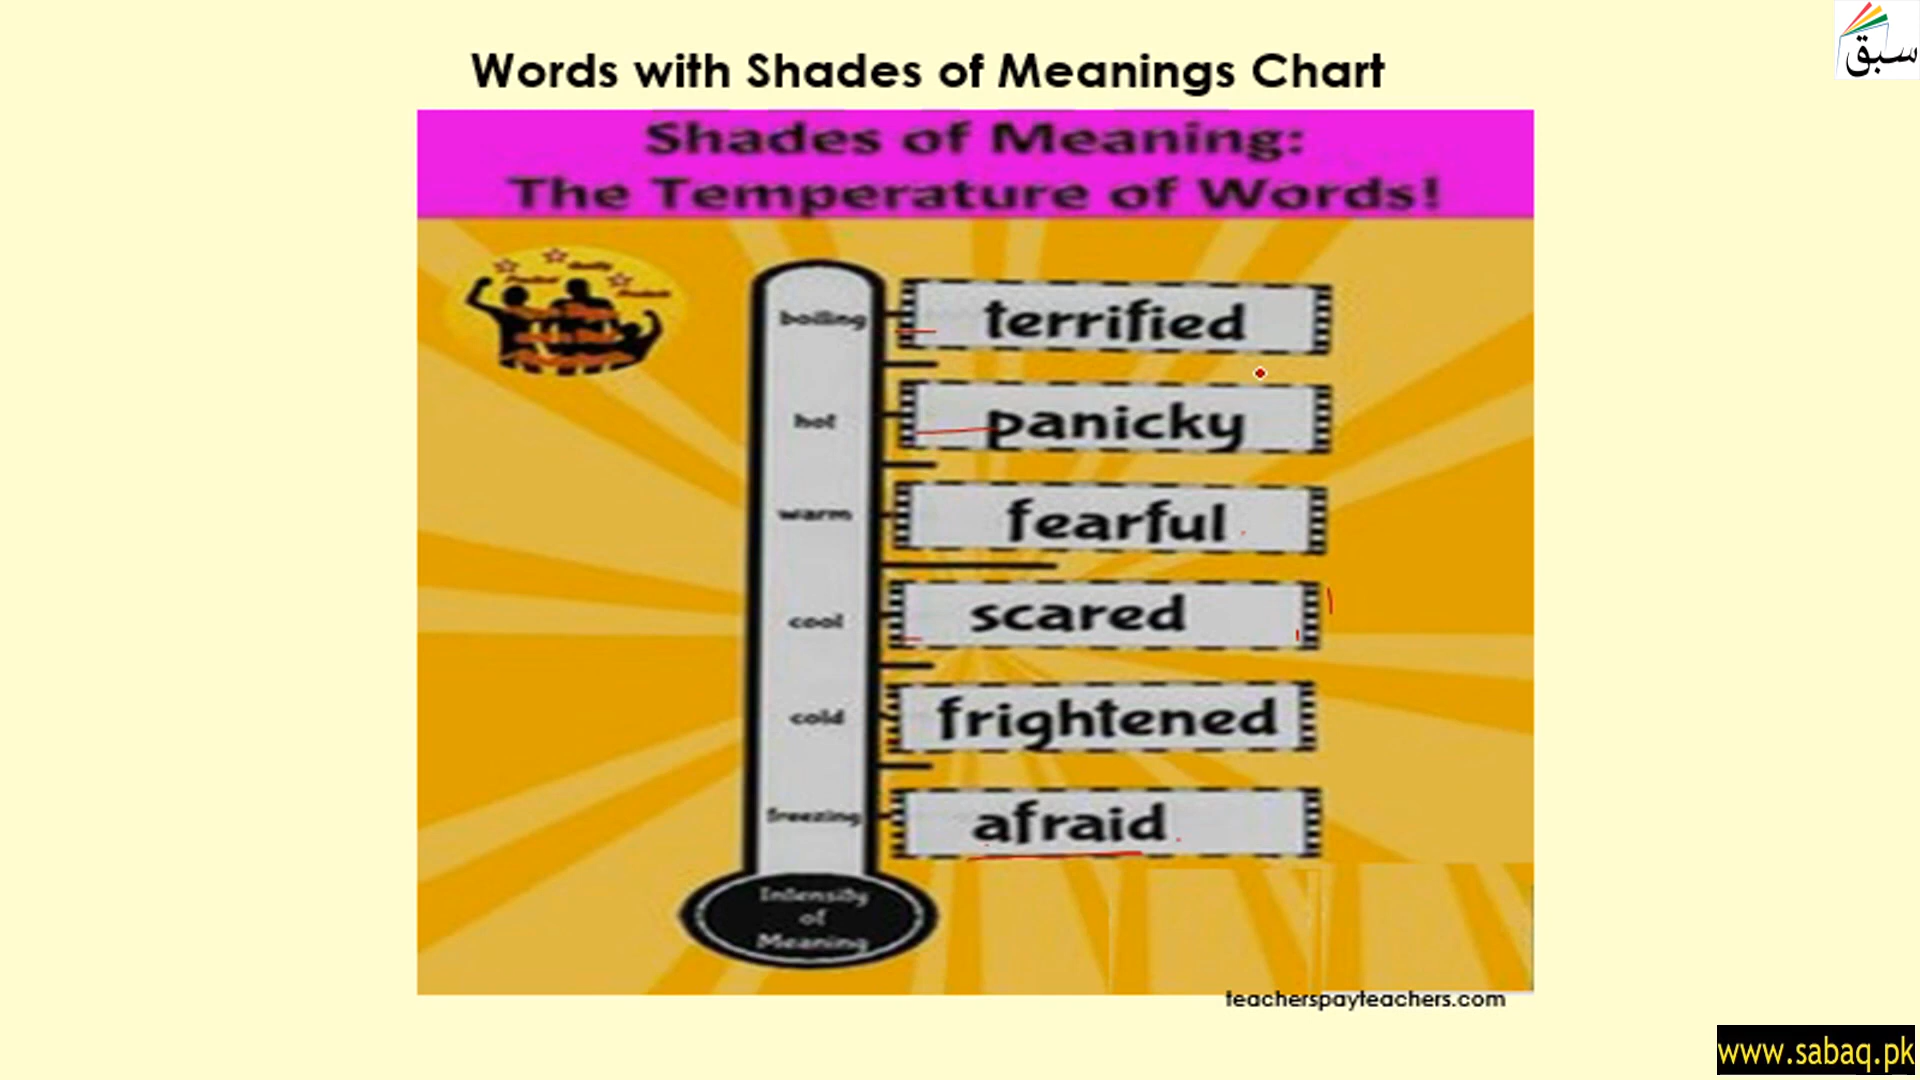 سبق
Words with Shades of Meanings Chart
Shades of Meaning:
The Temperature of Words!
boiling
terrified
hot
panicky
warm
fearful
cool
scared
cold
frightened
freezing
afraid
Intensity
of
Meaning
teacherspayteachers.com
www.sabaq.pk